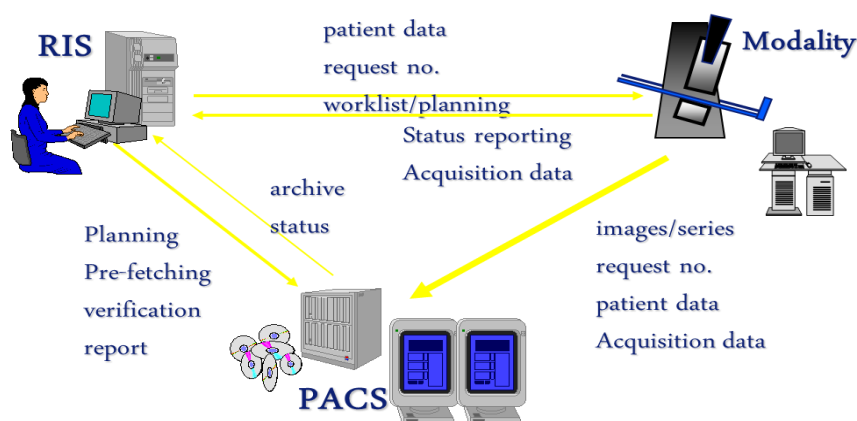 RIS
patient data
request no.
worklist/planning
Status reporting
Acquisition data
Modality
archive
status
Planning
Pre-fetching
verification
report
images/series
request no.
patient data
Acquisition data
PACS